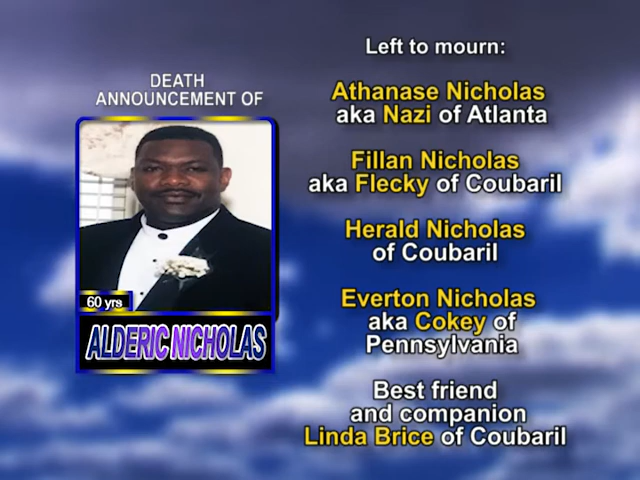 DEATH
ANNOUNCEMENT OF
60 yrs
ALDERIC NICHOLAS
Left to mourn:
Athanase Nicholas
aka Nazi of Atlanta
Fillan Nicholas
aka Flecky of Coubaril
Herald Nicholas
of Coubaril
Everton Nicholas
aka Cokey of
Pennsylvania
Best friend
and companion
Linda Brice of Coubaril